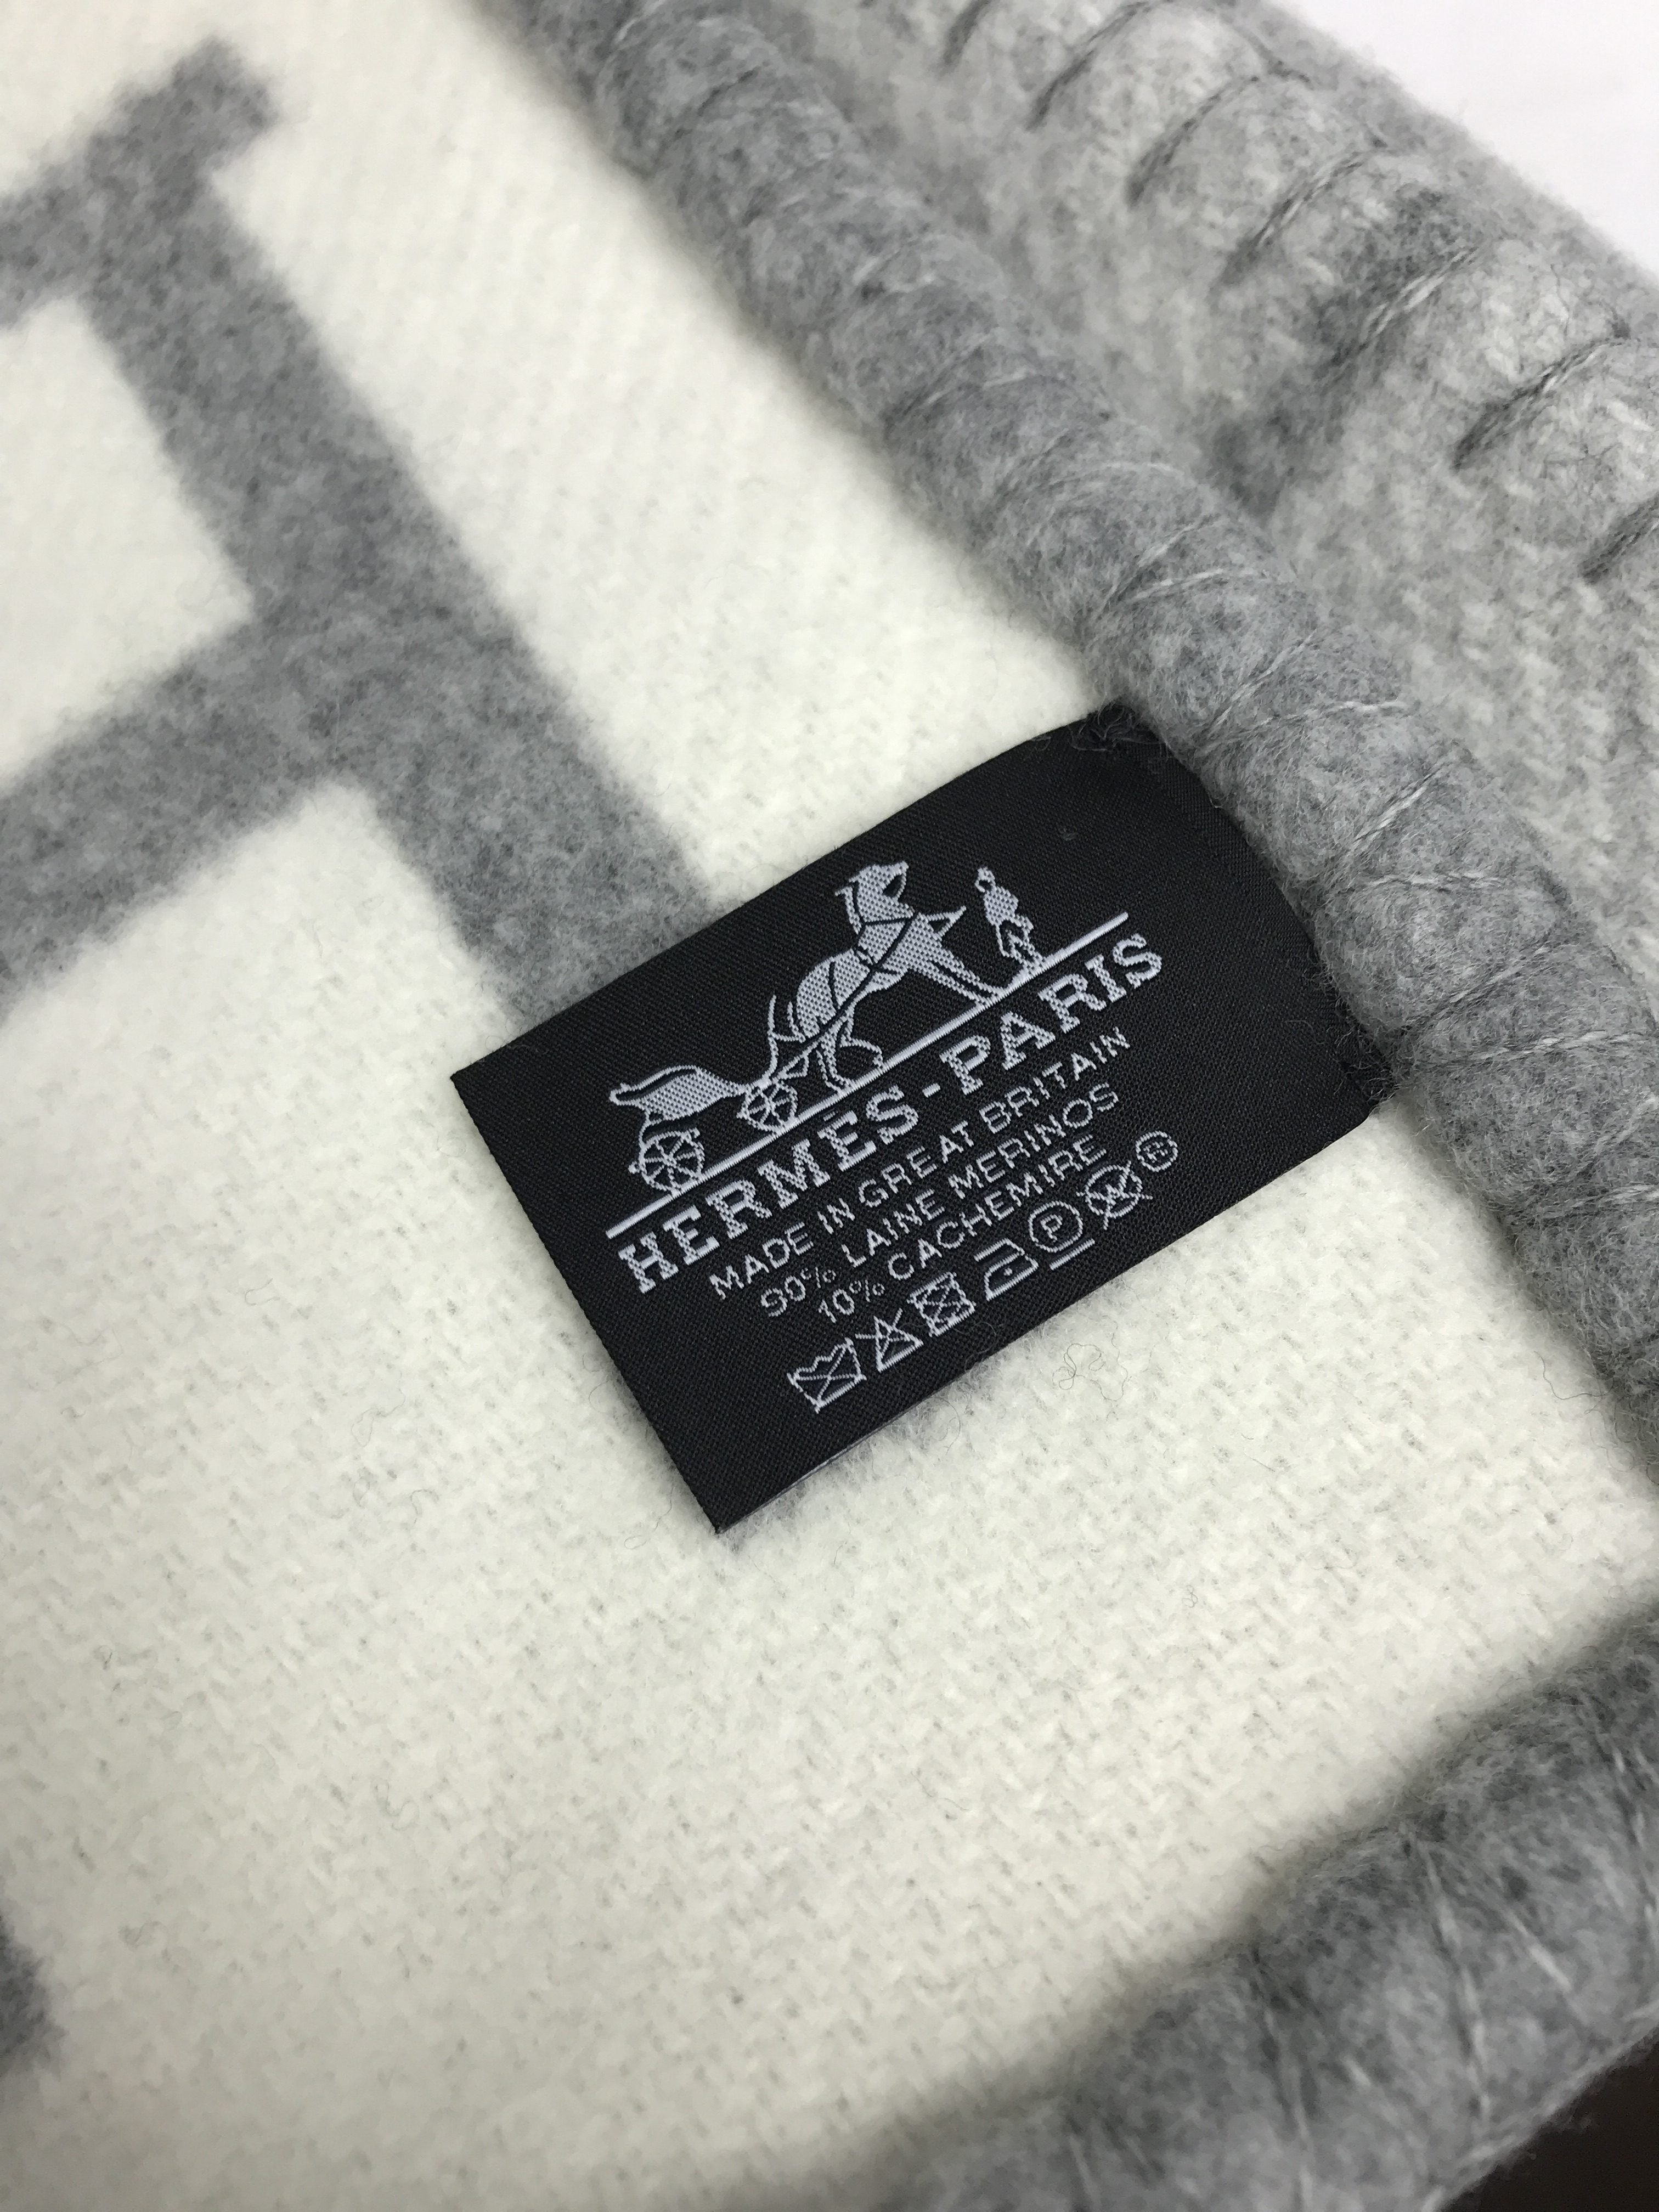 HERMES-PARIS
MADE IN GREAT BRITAIN
90% LAINE MERINOS
10% CACHEMIRE
P